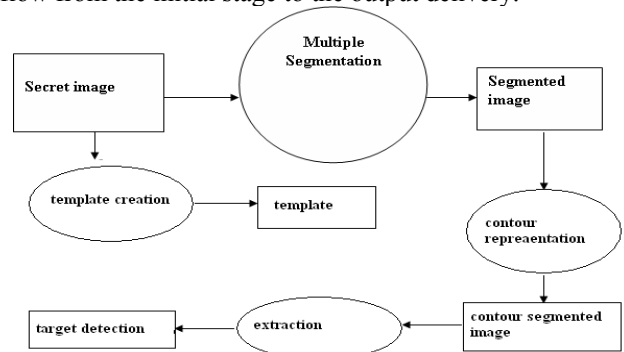 flow from the initial stage to the output delivery.
Multiple
Segmentation
Secret image
Segmented
image
template creation
template
contour
repreaentation
contour segmented
image
extraction
target detection